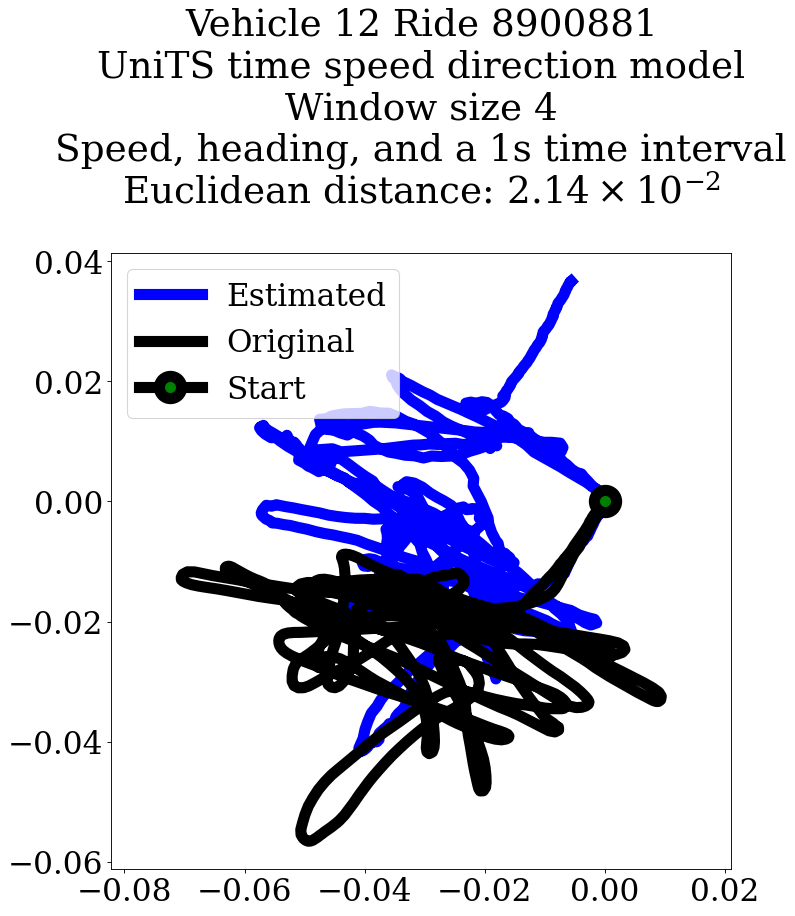 Vehicle 12 Ride 8900881
UniTS time speed direction model
Window size 4
Speed, heading, and a 1s time interval
Euclidean distance: 2.14 × 10⁻²
0.04
0.02
0.00
−0.02
−0.04
−0.06
Estimated
Original
Start
−0.08 −0.06 −0.04 −0.02 0.00 0.02